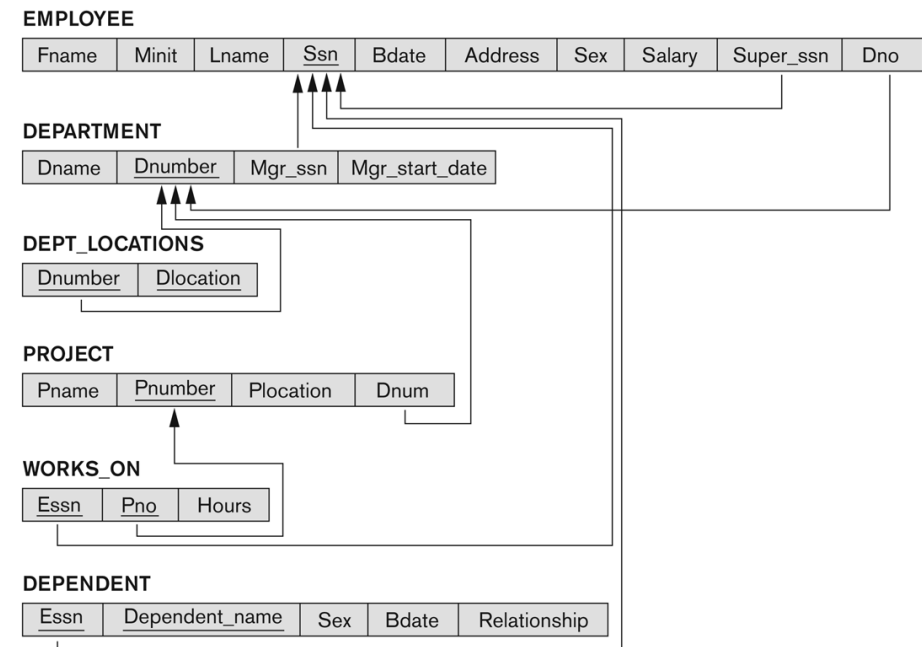 EMPLOYEE
Fname Minit Lname Ssn Bdate Address Sex Salary Super_ssn Dno
DEPARTMENT
Dname Dnumber Mgr_ssn Mgr_start_date
DEPT_LOCATIONS
Dnumber Dlocation
PROJECT
Pname Pnumber Plocation Dnum
WORKS_ON
Essn Pno Hours
DEPENDENT
Essn Dependent_name Sex Bdate Relationship